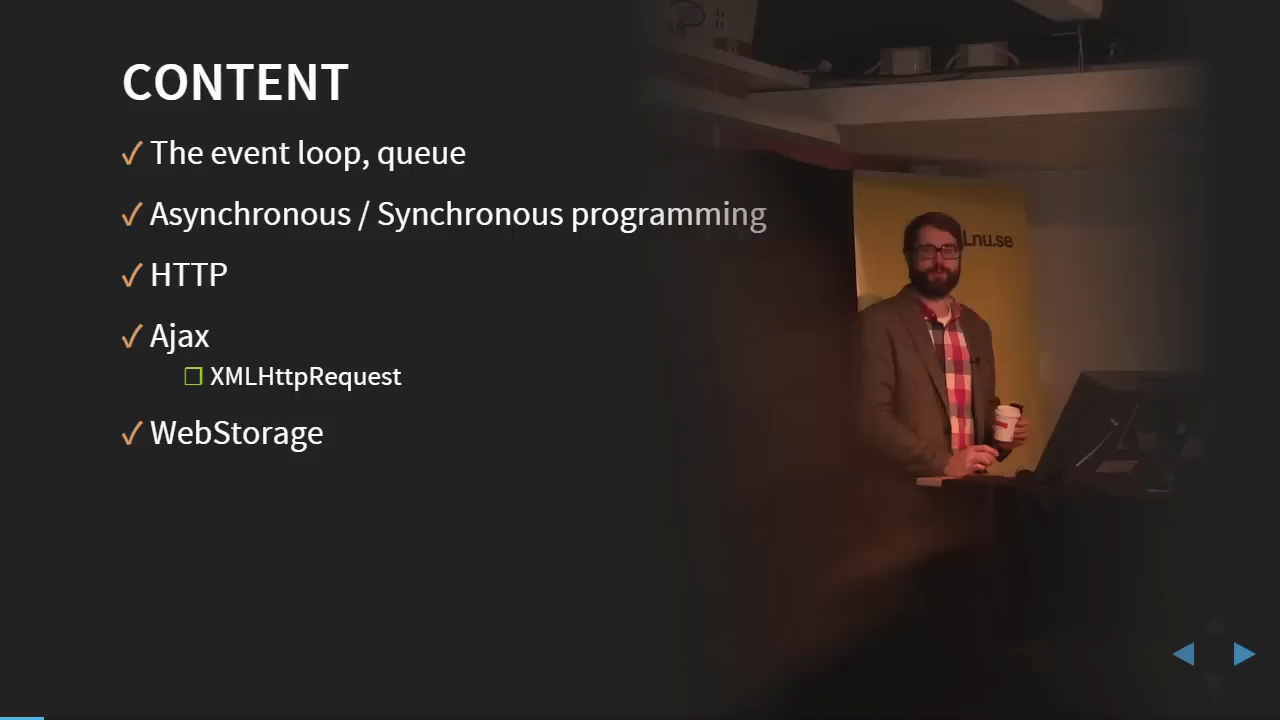 CONTENT
✓ The event loop, queue
✓ Asynchronous / Synchronous programming
✓ HTTP
✓ Ajax
❐ XMLHttpRequest
✓ WebStorage
Lnu.se